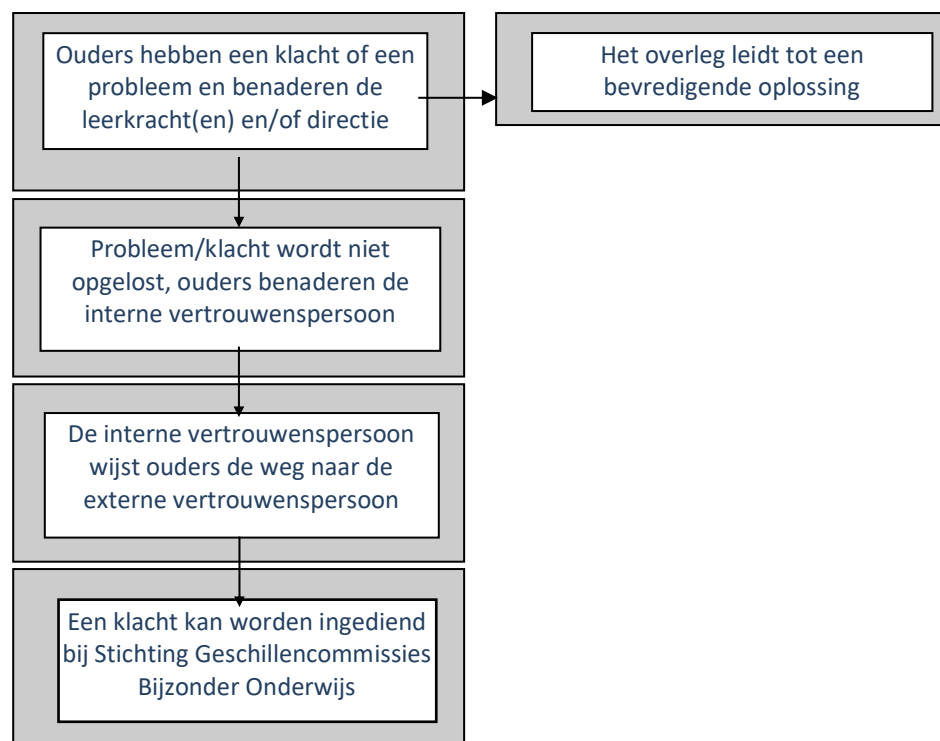 Ouders hebben een klacht of een
probleem en benaderen de
leerkracht(en) en/of directie
Het overleg leidt tot een
bevredigende oplossing
Probleem/klacht wordt niet
opgelost, ouders benaderen de
interne vertrouwenspersoon
De interne vertrouwenspersoon
wijst ouders de weg naar de
externe vertrouwenspersoon
Een klacht kan worden ingediend
bij Stichting Geschillencommissies
Bijzonder Onderwijs